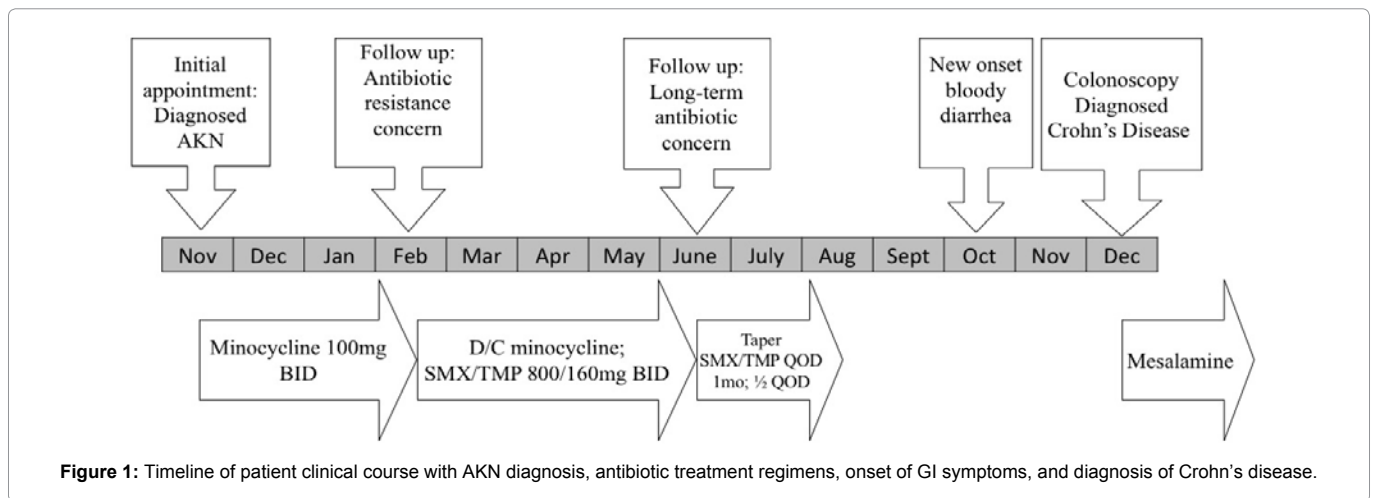 Initial
appointment:
Diagnosed
AKN
Follow up:
Antibiotic
resistance
concern
Follow up:
Long-term
antibiotic
concern
New onset
bloody
diarrhea
Colonoscopy
Diagnosed
Crohn's Disease
Nov Dec Jan Feb Mar Apr May June July Aug Sept Oct Nov Dec
Minocycline 100mg
BID
D/C minocycline;
SMX/TMP 800/160mg BID
Taper
SMX/TMP QOD
1mo; ½ QOD
Mesalamine
Figure 1: Timeline of patient clinical course with AKN diagnosis, antibiotic treatment regimens, onset of GI symptoms, and diagnosis of Crohn's disease.